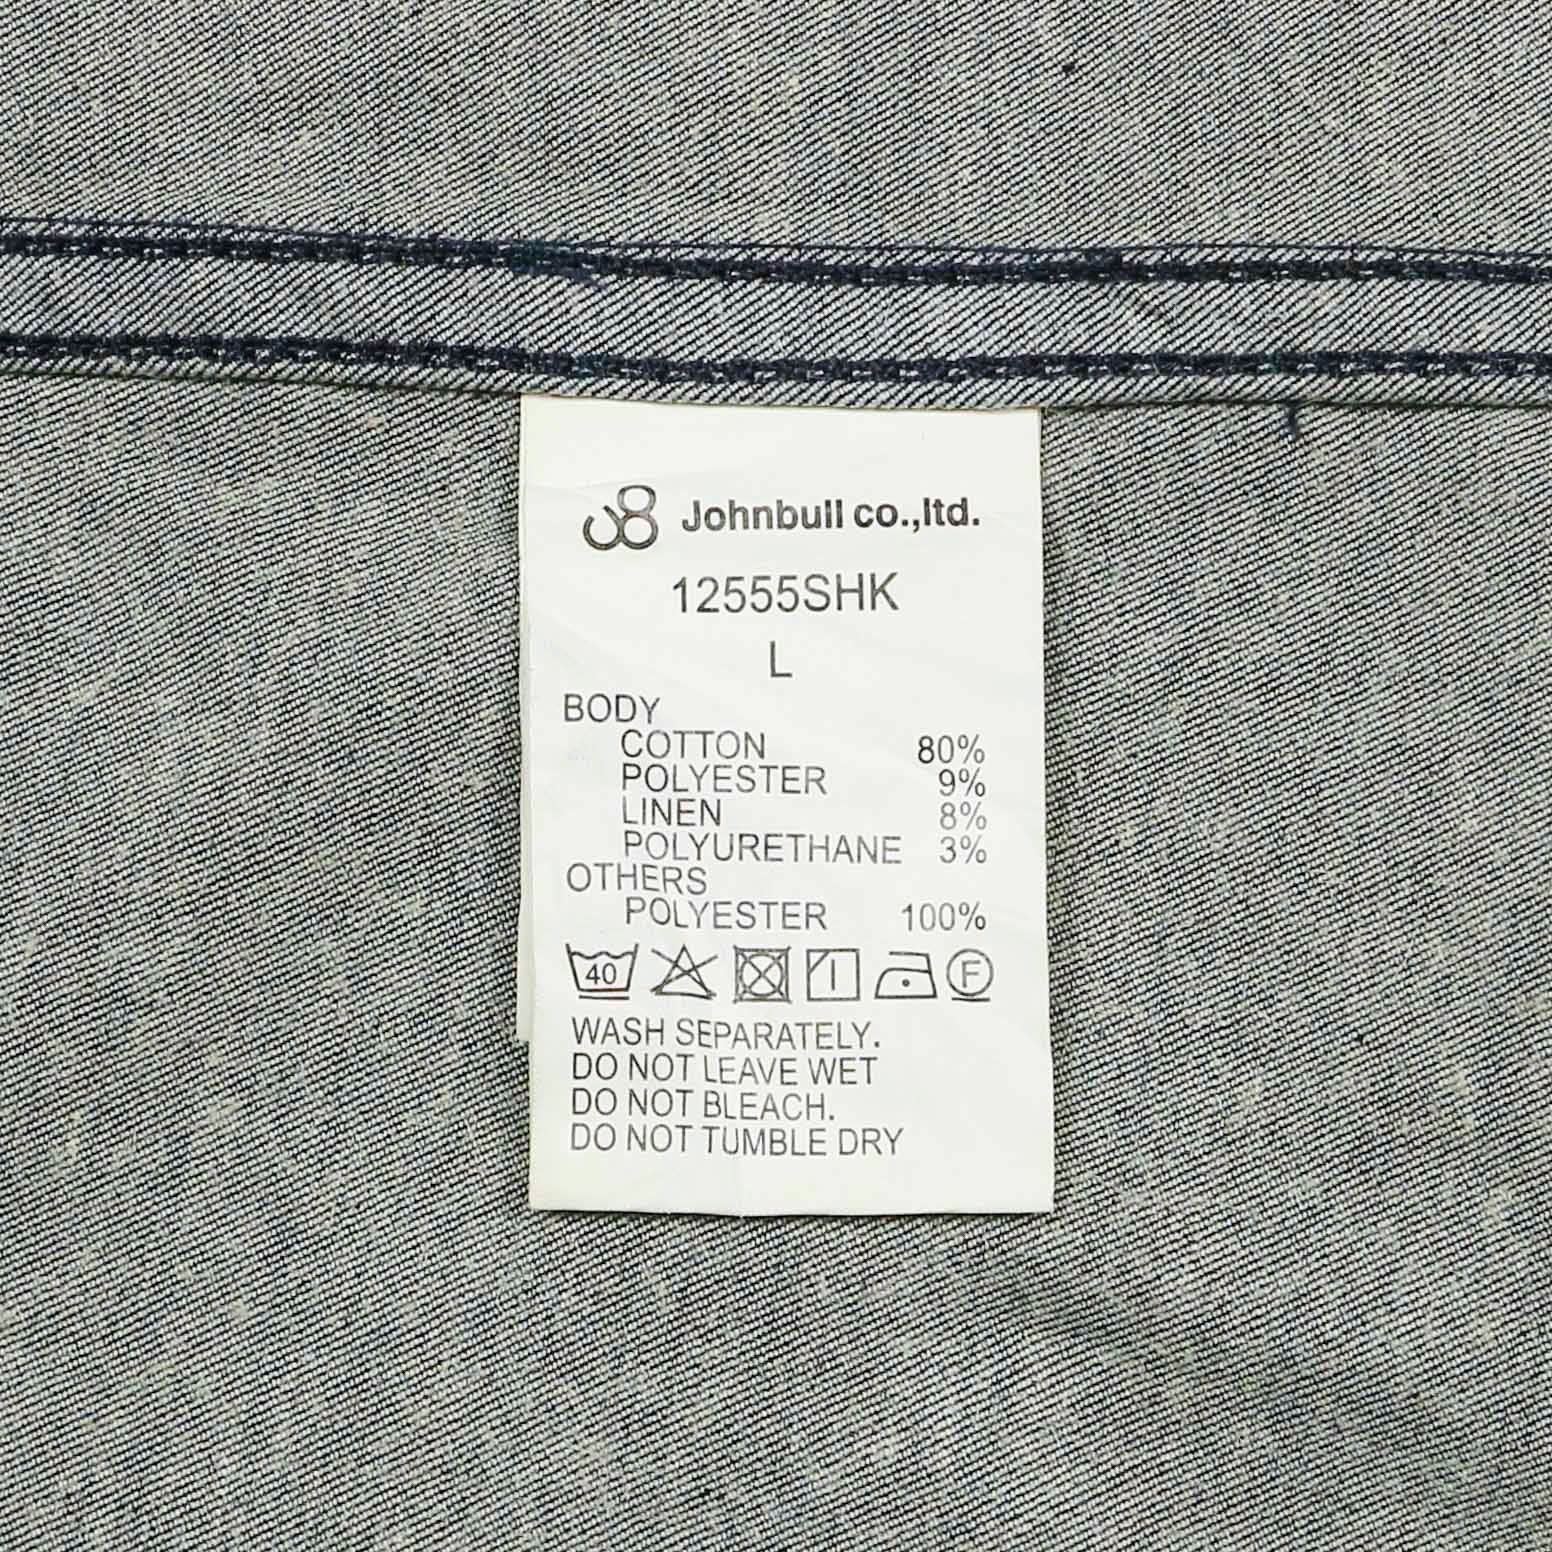 Johnbull co.,ltd.
12555SHK
L
BODY
COTTON 80%
POLYESTER 9%
LINEN 8%
POLYURETHANE 3%
OTHERS
POLYESTER 100%
40 F
WASH SEPARATELY.
DO NOT LEAVE WET
DO NOT BLEACH.
DO NOT TUMBLE DRY